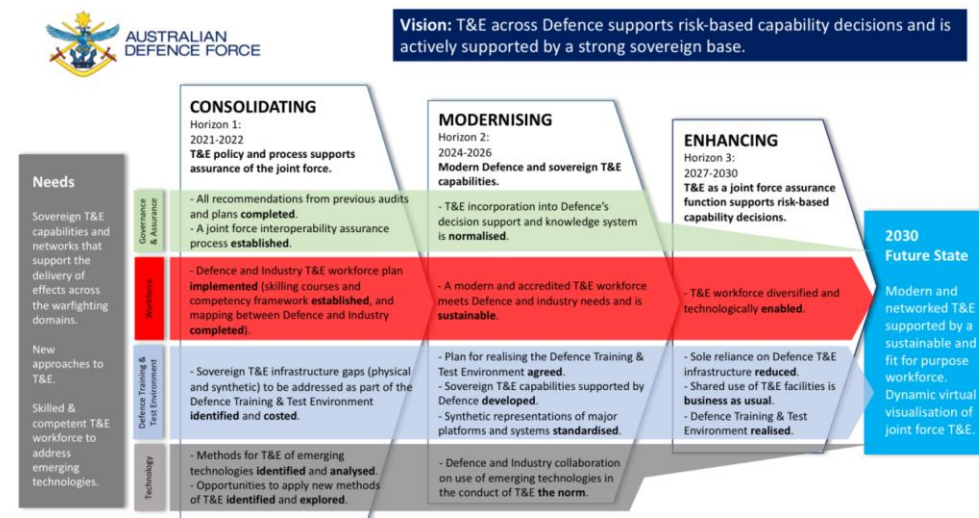 AUSTRALIAN
DEFENCE FORCE
Vision: T&E across Defence supports risk-based capability decisions and is
actively supported by a strong sovereign base.
Needs
Sovereign T&E
capabilities and
networks that
support the
delivery of
effects across
the warfighting
domains.
New
approaches to
T&E.
Skilled &
competent T&E
workforce to
address
emerging
technologies.
CONSOLIDATING
Horizon 1:
2021-2022
T&E policy and process supports
assurance of the joint force.
MODERNISING
Horizon 2:
2024-2026
Modern Defence and sovereign T&E
capabilities.
ENHANCING
Horizon 3:
2027-2030
T&E as a joint force assurance
function supports risk-based
capability decisions.
Governance
& Assurance
- All recommendations from previous audits
and plans completed.
- A joint force interoperability assurance
process established.
- T&E incorporation into Defence's
decision support and knowledge system
is normalised.
Workforce
- Defence and Industry T&E workforce plan
implemented (skilling courses and
competency framework established, and
mapping between Defence and Industry
completed).
- A modern and accredited T&E workforce
meets Defence and industry needs and is
sustainable.
- T&E workforce diversified and
technologically enabled.
Defence Training &
Test Environment
- Sovereign T&E infrastructure gaps (physical
and synthetic) to be addressed as part of the
Defence Training & Test Environment
identified and costed.
- Plan for realising the Defence Training &
Test Environment agreed.
- Sovereign T&E capabilities supported by
Defence developed.
- Synthetic representations of major
platforms and systems standardised.
- Sole reliance on Defence T&E
infrastructure reduced.
- Shared use of T&E facilities is
business as usual.
- Defence Training & Test
Environment realised.
Technology
- Methods for T&E of emerging
technologies identified and analysed.
- Opportunities to apply new methods
of T&E identified and explored.
- Defence and Industry collaboration
on use of emerging technologies in
the conduct of T&E the norm.
2030
Future State
Modern and
networked T&E
supported by a
sustainable and
fit for purpose
workforce.
Dynamic virtual
visualisation of
joint force T&E.